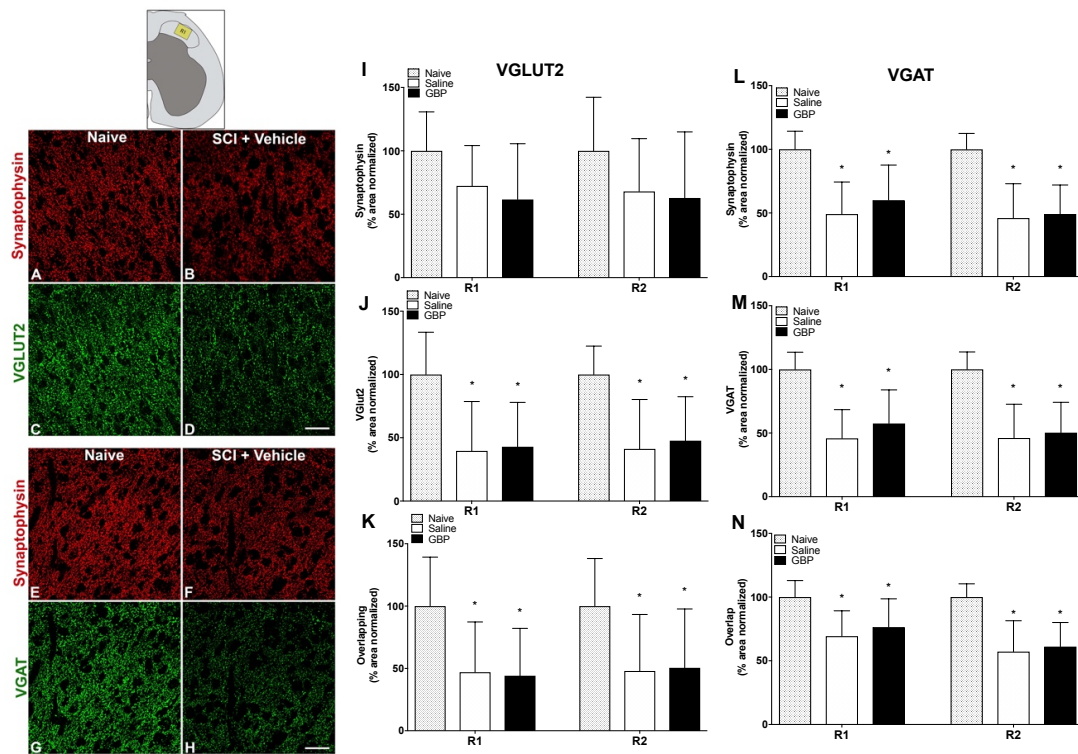 R1
Naive
SCI + Vehicle
Synaptophysin
A
B
VGLUT2
C
D
Naive
SCI + Vehicle
Synaptophysin
E
F
VGAT
G
H
VGLUT2
I
Naive
Saline
GBP
Synaptophysin
(% area normalized)
150
100
50
0
R1
R2
J
Naive
Saline
GBP
VGlut2
(% area normalized)
150
100
50
0
*
*
*
*
R1
R2
K
Naive
Saline
GBP
Overlapping
(% area normalized)
150
100
50
0
*
*
*
*
R1
R2
VGAT
L
Naive
Saline
GBP
Synaptophysin
(% area normalized)
150
100
50
0
*
*
*
*
R1
R2
M
Naive
Saline
GBP
VGAT
(% area normalized)
150
100
50
0
*
*
*
*
R1
R2
N
Naive
Saline
GBP
Overlap
(% area normalized)
150
100
50
0
*
*
*
*
R1
R2